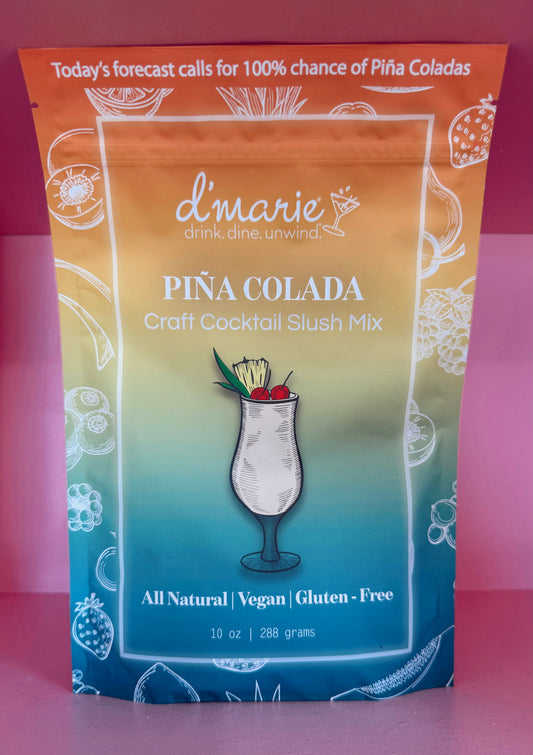 Today's forecast calls for 100% chance of Piña Coladas
d'marie®
drink. dine. unwind.®
PIÑA COLADA
Craft Cocktail Slush Mix
All Natural | Vegan | Gluten - Free
10 oz | 288 grams